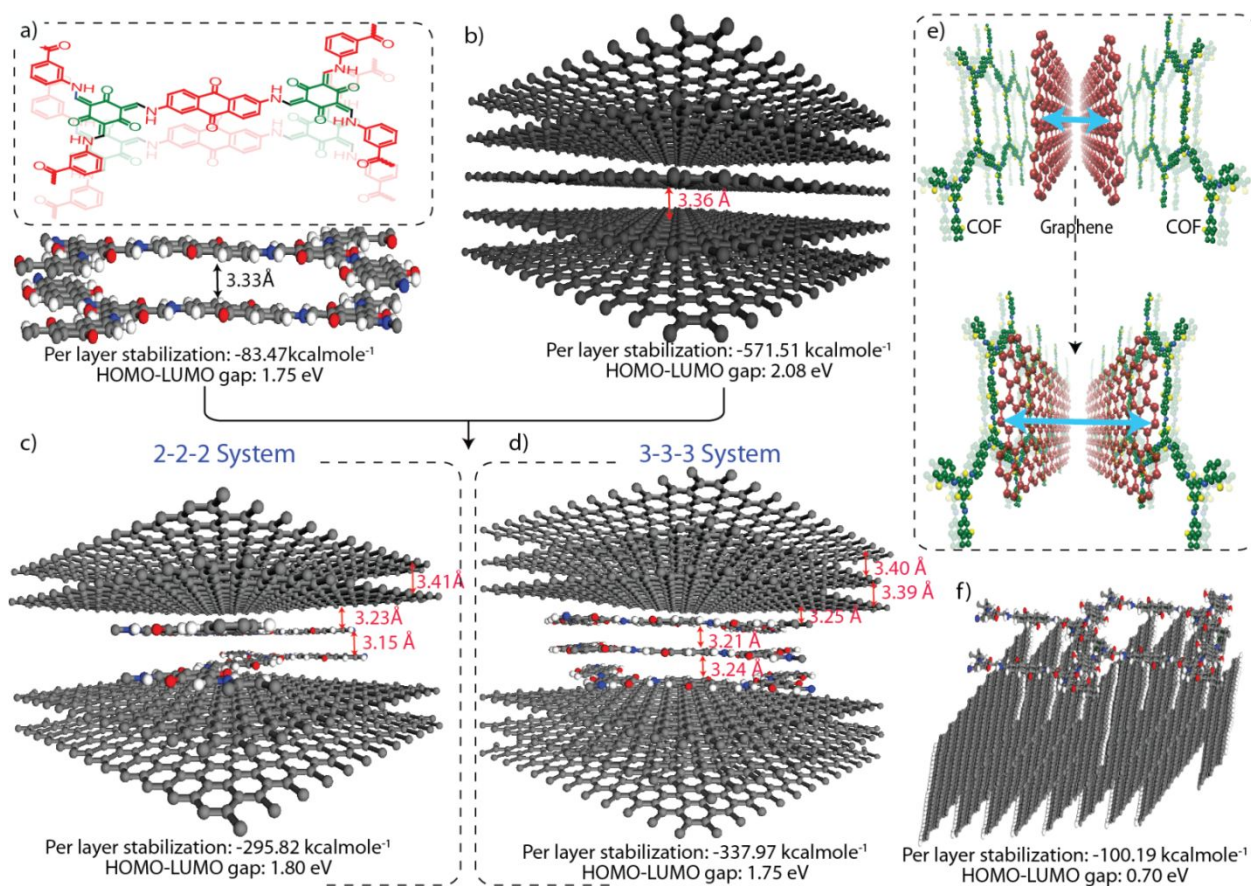 a)
O
O
N
H
O
O
O
H
N
O
O
N
H
O
O
O
H
N
O
O
HN
O
NH
O
3.33Å
Per layer stabilization: -83.47kcalmole⁻¹
HOMO-LUMO gap: 1.75 eV
b)
3.36 Å
Per layer stabilization: -571.51 kcalmole⁻¹
HOMO-LUMO gap: 2.08 eV
c)
2-2-2 System
3.41Å
3.23Å
3.15 Å
Per layer stabilization: -295.82 kcalmole⁻¹
HOMO-LUMO gap: 1.80 eV
d)
3-3-3 System
3.40 Å
3.39 Å
3.25Å
3.21 Å
3.24 Å
Per layer stabilization: -337.97 kcalmole⁻¹
HOMO-LUMO gap: 1.75 eV
e)
COF Graphene COF
f)
Per layer stabilization: -100.19 kcalmole⁻¹
HOMO-LUMO gap: 0.70 eV